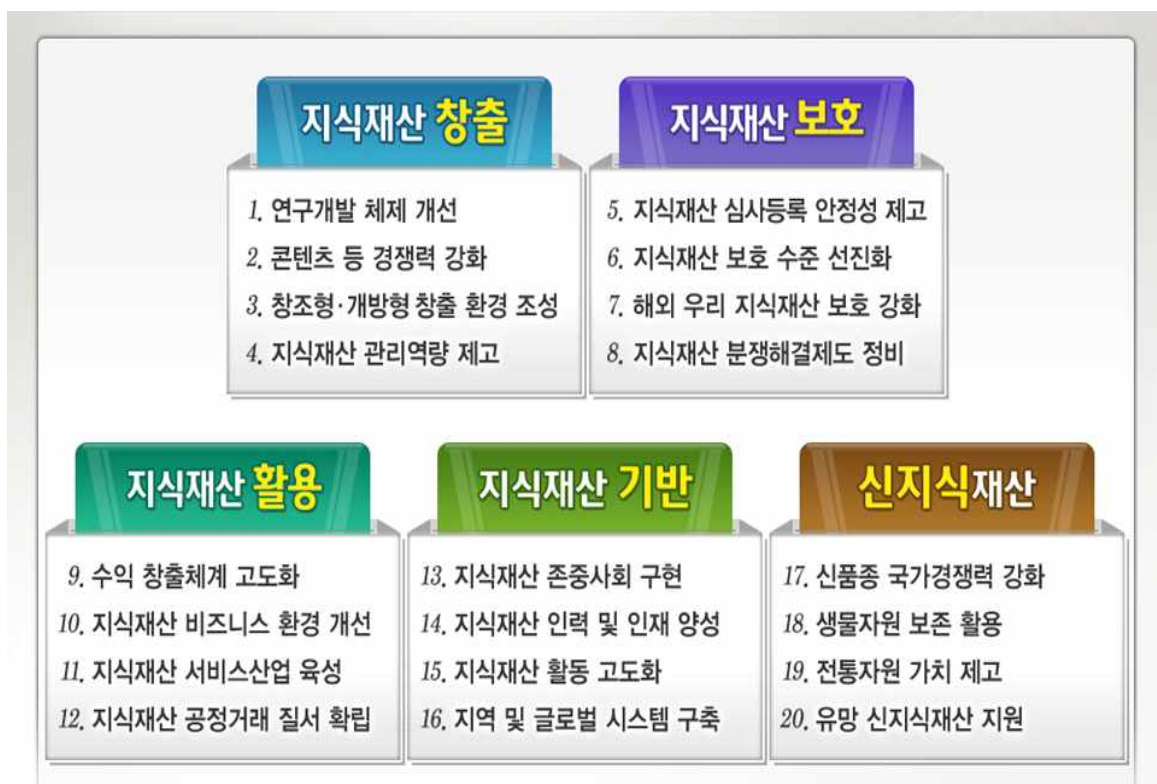 지식재산 창출
1. 연구개발 체제 개선
2. 콘텐츠 등 경쟁력 강화
3. 창조형·개방형 창출 환경 조성
4. 지식재산 관리역량 제고
지식재산 보호
5. 지식재산 심사등록 안정성 제고
6. 지식재산 보호 수준 선진화
7. 해외 우리 지식재산 보호 강화
8. 지식재산 분쟁해결제도 정비
지식재산 활용
9. 수익 창출체계 고도화
10. 지식재산 비즈니스 환경 개선
11. 지식재산 서비스산업 육성
12. 지식재산 공정거래 질서 확립
지식재산 기반
13. 지식재산 존중사회 구현
14. 지식재산 인력 및 인재 양성
15. 지식재산 활동 고도화
16. 지역 및 글로벌 시스템 구축
신지식재산
17. 신품종 국가경쟁력 강화
18. 생물자원 보존 활용
19. 전통자원 가치 제고
20. 유망 신지식재산 지원